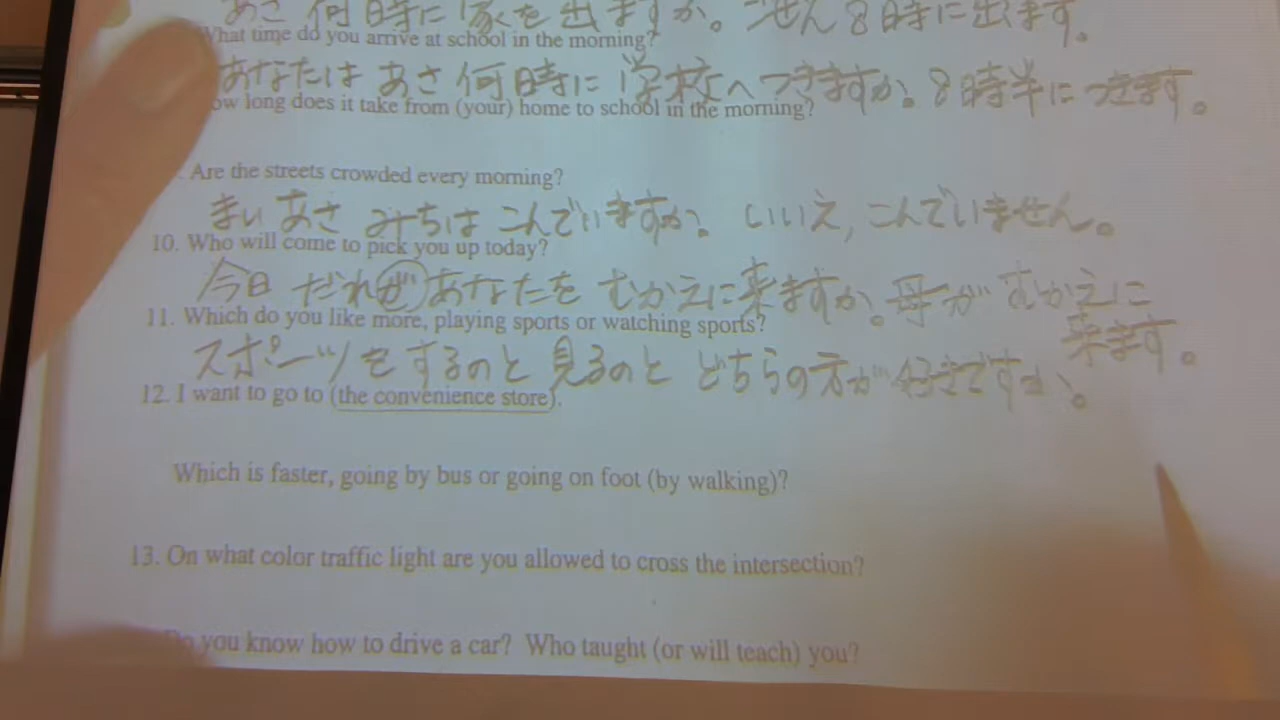 あさ 何時に 家を 出ますか。ごぜん8時に出ます。
What time do you arrive at school in the morning?
あなたは あさ 何時に 学校へつきますか。8時半につきます。
ow long does it take from (your) home to school in the morning?
Are the streets crowded every morning?
まいあさ みちは こんでいますか。 いいえ, こんでいません。
10. Who will come to pick you up today?
今日 だれが あなたを むかえに来ますか。母が むかえに
来ます。
11. Which do you like more, playing sports or watching sports?
スポーツをするのと 見るのと どちらの方が 好きですか。
12. I want to go to (the convenience store).
Which is faster, going by bus or going on foot (by walking)?
13. On what color traffic light are you allowed to cross the intersection?
Do you know how to drive a car? Who taught (or will teach) you?